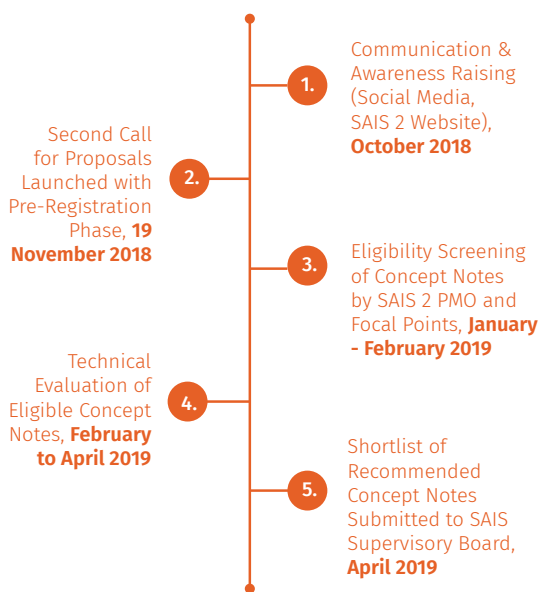 1.
Communication &
Awareness Raising
(Social Media,
SAIS 2 Website),
October 2018
2.
Second Call
for Proposals
Launched with
Pre-Registration
Phase, 19
November 2018
3.
Eligibility Screening
of Concept Notes
by SAIS 2 PMO and
Focal Points, January
- February 2019
4.
Technical
Evaluation of
Eligible Concept
Notes, February
to April 2019
5.
Shortlist of
Recommended
Concept Notes
Submitted to SAIS
Supervisory Board,
April 2019